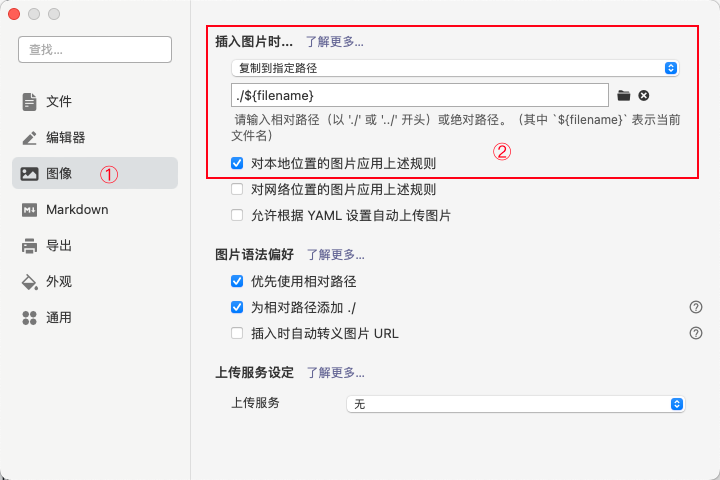 查找...
文件
编辑器
图像 ①
Markdown
导出
外观
通用
插入图片时... 了解更多...
复制到指定路径
./${filename}
请输入相对路径（以 './' 或 '../' 开头）或绝对路径。（其中 `${filename}` 表示当前
文件名）
②
对本地位置的图片应用上述规则
对网络位置的图片应用上述规则
允许根据 YAML 设置自动上传图片
图片语法偏好 了解更多...
优先使用相对路径
为相对路径添加 ./
插入时自动转义图片 URL
上传服务设定 了解更多...
上传服务 无